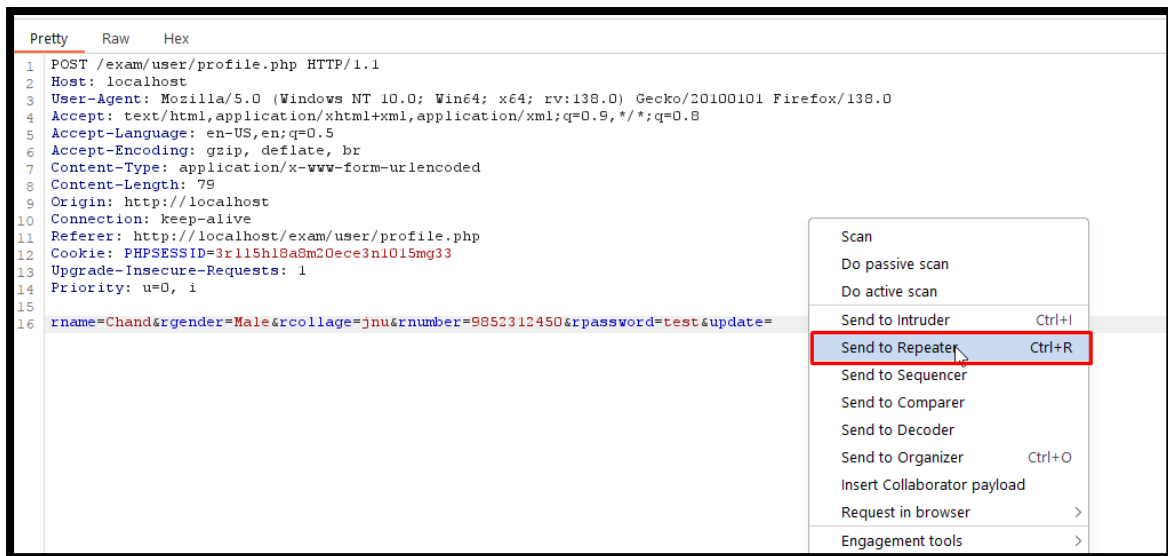 Pretty Raw Hex
1 POST /exam/user/profile.php HTTP/1.1
2 Host: localhost
3 User-Agent: Mozilla/5.0 (Windows NT 10.0; Win64; x64; rv:138.0) Gecko/20100101 Firefox/138.0
4 Accept: text/html,application/xhtml+xml,application/xml;q=0.9,*/*;q=0.8
5 Accept-Language: en-US,en;q=0.5
6 Accept-Encoding: gzip, deflate, br
7 Content-Type: application/x-www-form-urlencoded
8 Content-Length: 79
9 Origin: http://localhost
10 Connection: keep-alive
11 Referer: http://localhost/exam/user/profile.php
12 Cookie: PHPSESSID=3rl15hl8a8m20ece3nl015mg33
13 Upgrade-Insecure-Requests: 1
14 Priority: u=0, i
15
16 rname=Chand&rgender=Male&rcollage=jnu&rnumber=9852312450&rpassword=test&update=
Scan
Do passive scan
Do active scan
Send to Intruder Ctrl+I
Send to Repeater Ctrl+R
Send to Sequencer
Send to Comparer
Send to Decoder
Send to Organizer Ctrl+O
Insert Collaborator payload
Request in browser >
Engagement tools >